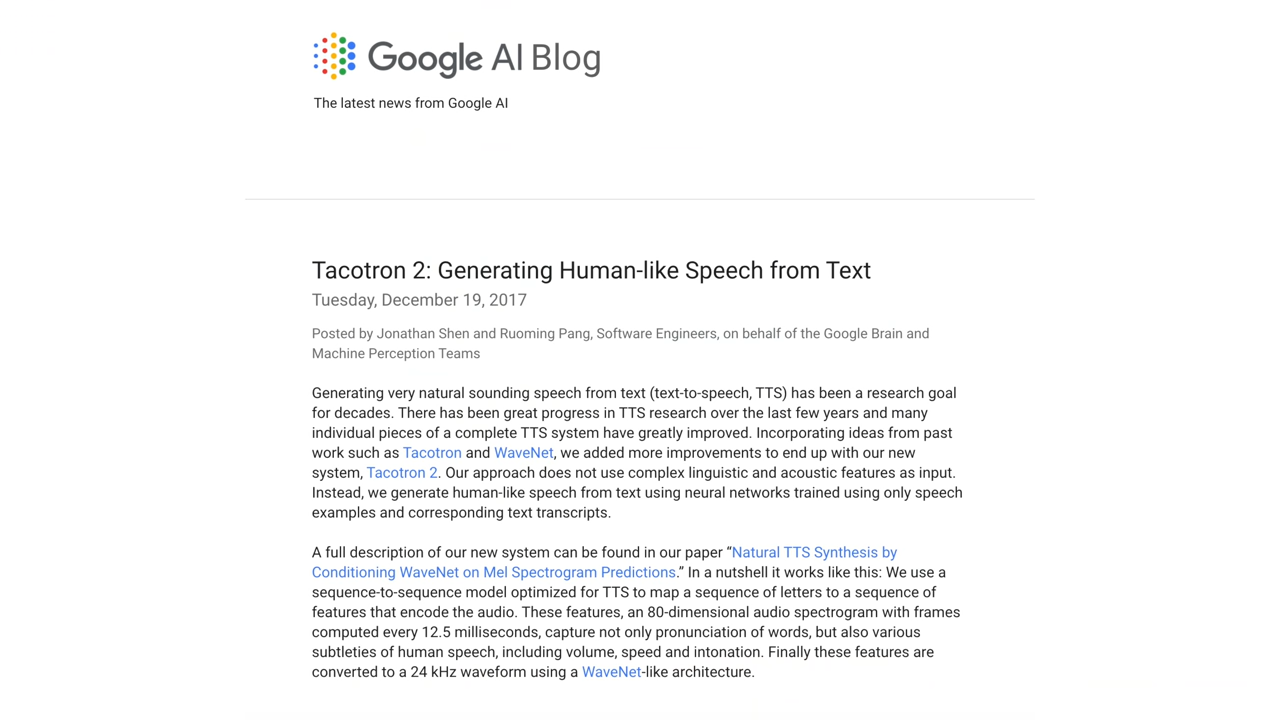 Google AI Blog
The latest news from Google AI
Tacotron 2: Generating Human-like Speech from Text
Tuesday, December 19, 2017
Posted by Jonathan Shen and Ruoming Pang, Software Engineers, on behalf of the Google Brain and
Machine Perception Teams
Generating very natural sounding speech from text (text-to-speech, TTS) has been a research goal
for decades. There has been great progress in TTS research over the last few years and many
individual pieces of a complete TTS system have greatly improved. Incorporating ideas from past
work such as Tacotron and WaveNet, we added more improvements to end up with our new
system, Tacotron 2. Our approach does not use complex linguistic and acoustic features as input.
Instead, we generate human-like speech from text using neural networks trained using only speech
examples and corresponding text transcripts.
A full description of our new system can be found in our paper “Natural TTS Synthesis by
Conditioning WaveNet on Mel Spectrogram Predictions.” In a nutshell it works like this: We use a
sequence-to-sequence model optimized for TTS to map a sequence of letters to a sequence of
features that encode the audio. These features, an 80-dimensional audio spectrogram with frames
computed every 12.5 milliseconds, capture not only pronunciation of words, but also various
subtleties of human speech, including volume, speed and intonation. Finally these features are
converted to a 24 kHz waveform using a WaveNet-like architecture.